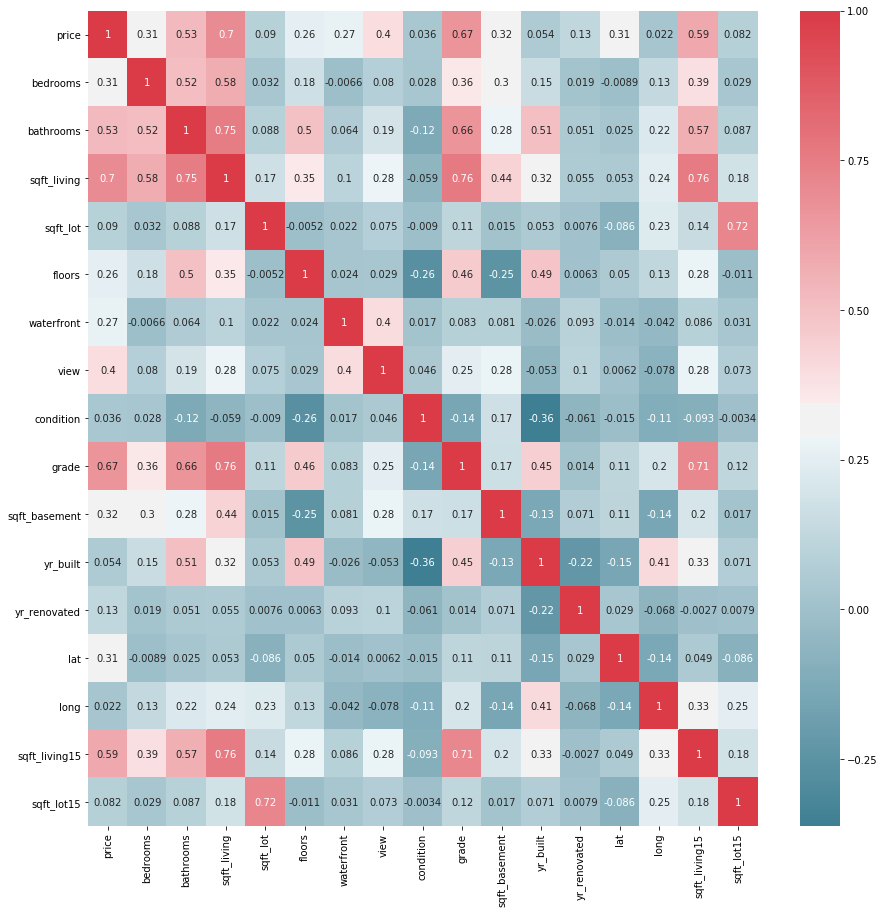 price 1 0.31 0.53 0.7 0.09 0.26 0.27 0.4 0.036 0.67 0.32 0.054 0.13 0.31 0.022 0.59 0.082
bedrooms 0.31 1 0.52 0.58 0.032 0.18 -0.0066 0.08 0.028 0.36 0.3 0.15 0.019 -0.0089 0.13 0.39 0.029
bathrooms 0.53 0.52 1 0.75 0.088 0.5 0.064 0.19 -0.12 0.66 0.28 0.51 0.051 0.025 0.22 0.57 0.087
sqft_living 0.7 0.58 0.75 1 0.17 0.35 0.1 0.28 -0.059 0.76 0.44 0.32 0.055 0.053 0.24 0.76 0.18
sqft_lot 0.09 0.032 0.088 0.17 1 -0.0052 0.022 0.075 -0.009 0.11 0.015 0.053 0.0076 -0.086 0.23 0.14 0.72
floors 0.26 0.18 0.5 0.35 -0.0052 1 0.024 0.029 -0.26 0.46 -0.25 0.49 0.0063 0.05 0.13 0.28 -0.011
waterfront 0.27 -0.0066 0.064 0.1 0.022 0.024 1 0.4 0.017 0.083 0.081 -0.026 0.093 -0.014 -0.042 0.086 0.031
view 0.4 0.08 0.19 0.28 0.075 0.029 0.4 1 0.046 0.25 0.28 -0.053 0.1 0.0062 -0.078 0.28 0.073
condition 0.036 0.028 -0.12 -0.059 -0.009 -0.26 0.017 0.046 1 -0.14 0.17 -0.36 -0.061 -0.015 -0.11 -0.093 -0.0034
grade 0.67 0.36 0.66 0.76 0.11 0.46 0.083 0.25 -0.14 1 0.17 0.45 0.014 0.11 0.2 0.71 0.12
sqft_basement 0.32 0.3 0.28 0.44 0.015 -0.25 0.081 0.28 0.17 0.17 1 -0.13 0.071 0.11 -0.14 0.2 0.017
yr_built 0.054 0.15 0.51 0.32 0.053 0.49 -0.026 -0.053 -0.36 0.45 -0.13 1 -0.22 -0.15 0.41 0.33 0.071
yr_renovated 0.13 0.019 0.051 0.055 0.0076 0.0063 0.093 0.1 -0.061 0.014 0.071 -0.22 1 0.029 -0.068 -0.0027 0.0079
lat 0.31 -0.0089 0.025 0.053 -0.086 0.05 -0.014 0.0062 -0.015 0.11 0.11 -0.15 0.029 1 -0.14 0.049 -0.086
long 0.022 0.13 0.22 0.24 0.23 0.13 -0.042 -0.078 -0.11 0.2 -0.14 0.41 -0.068 -0.14 1 0.33 0.25
sqft_living15 0.59 0.39 0.57 0.76 0.14 0.28 0.086 0.28 -0.093 0.71 0.2 0.33 -0.0027 0.049 0.33 1 0.18
sqft_lot15 0.082 0.029 0.087 0.18 0.72 -0.011 0.031 0.073 -0.0034 0.12 0.017 0.071 0.0079 -0.086 0.25 0.18 1
price bedrooms bathrooms sqft_living sqft_lot floors waterfront view condition grade sqft_basement yr_built yr_renovated lat long sqft_living15 sqft_lot15
1.00
0.75
0.50
0.25
0.00
−0.25